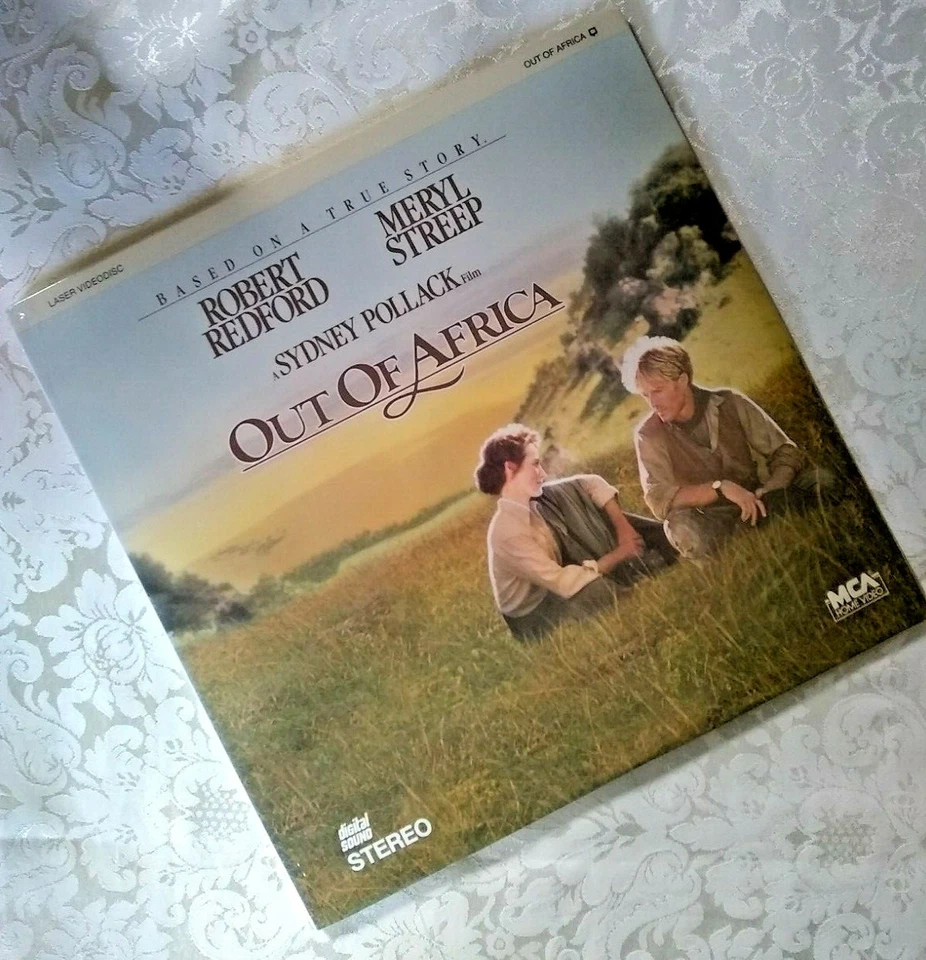 LASER VIDEODISC
OUT OF AFRICA
BASED ON A TRUE STORY.
ROBERT
REDFORD
MERYL
STREEP
A SYDNEY POLLACK Film
OUT OF AFRICA
MCA
HOME VIDEO
digital
SOUND
STEREO